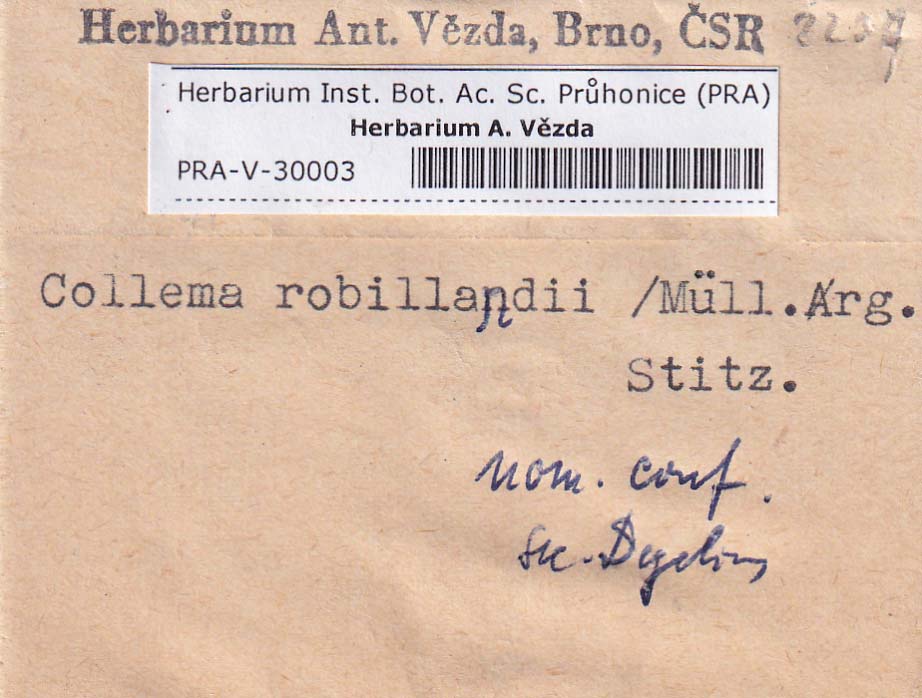 Herbarium Ant. Vězda, Brno, ČSR
Herbarium Inst. Bot. Ac. Sc. Průhonice (PRA)
Herbarium A. Vězda
PRA-V-30003
Collema robillandii /Müll.Arg.
Stitz.
nom. conf.
sec. Degelius